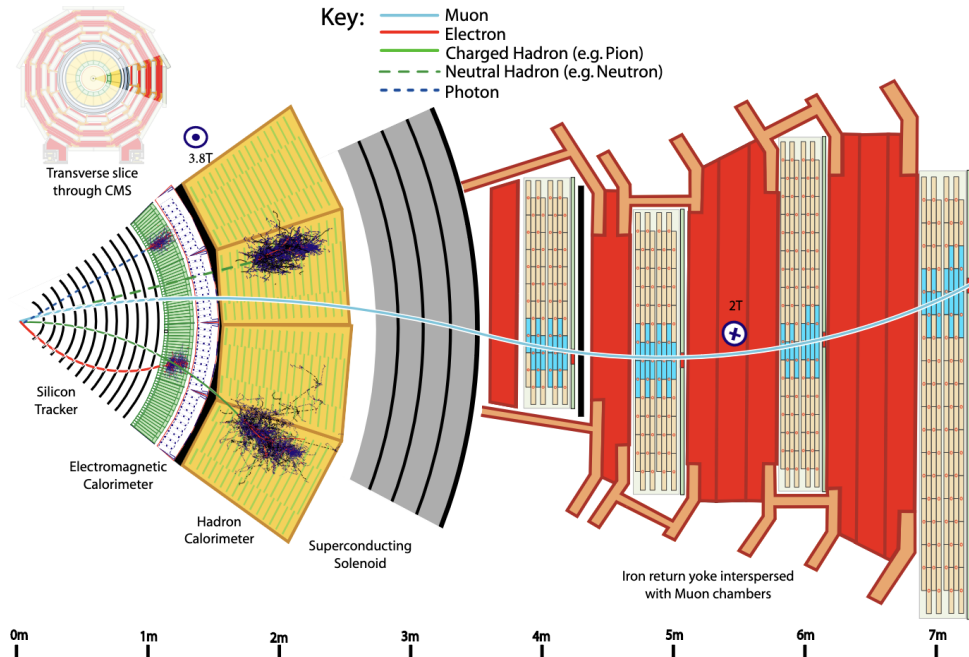 Key:
Muon
Electron
Charged Hadron (e.g. Pion)
Neutral Hadron (e.g. Neutron)
Photon
Transverse slice
through CMS
3.8T
2T
Silicon
Tracker
Electromagnetic
Calorimeter
Hadron
Calorimeter
Superconducting
Solenoid
Iron return yoke interspersed
with Muon chambers
0m 1m 2m 3m 4m 5m 6m 7m